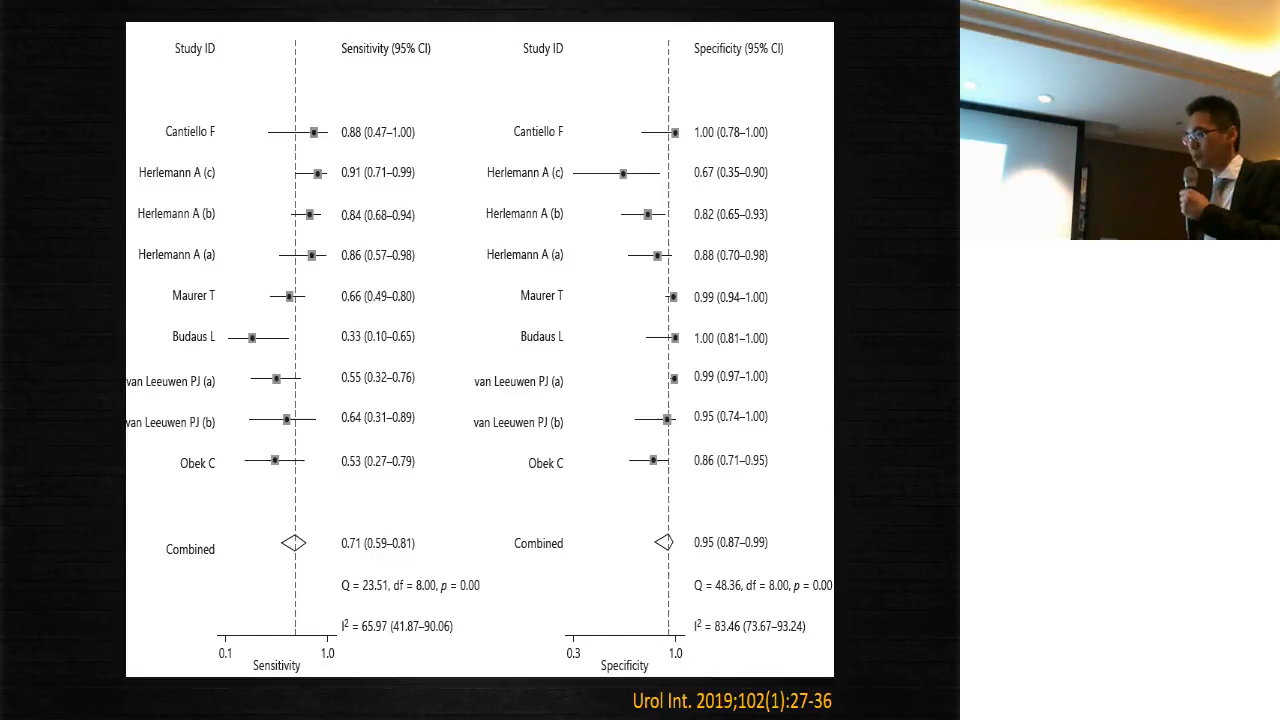 Study ID Sensitivity (95% CI) Study ID Specificity (95% CI)
Cantiello F 0.88 (0.47–1.00) Cantiello F 1.00 (0.78–1.00)
Herlemann A (c) 0.91 (0.71–0.99) Herlemann A (c) 0.67 (0.35–0.90)
Herlemann A (b) 0.84 (0.68–0.94) Herlemann A (b) 0.82 (0.65–0.93)
Herlemann A (a) 0.86 (0.57–0.98) Herlemann A (a) 0.88 (0.70–0.98)
Maurer T 0.66 (0.49–0.80) Maurer T 0.99 (0.94–1.00)
Budaus L 0.33 (0.10–0.65) Budaus L 1.00 (0.81–1.00)
van Leeuwen PJ (a) 0.55 (0.32–0.76) van Leeuwen PJ (a) 0.99 (0.97–1.00)
van Leeuwen PJ (b) 0.64 (0.31–0.89) van Leeuwen PJ (b) 0.95 (0.74–1.00)
Obek C 0.53 (0.27–0.79) Obek C 0.86 (0.71–0.95)
Combined 0.71 (0.59–0.81) Combined 0.95 (0.87–0.99)
Q = 23.51, df = 8.00, p = 0.00 Q = 48.36, df = 8.00, p = 0.00
I² = 65.97 (41.87–90.06) I² = 83.46 (73.67–93.24)
0.1 1.0 0.3 1.0
Sensitivity Specificity
Urol Int. 2019;102(1):27-36